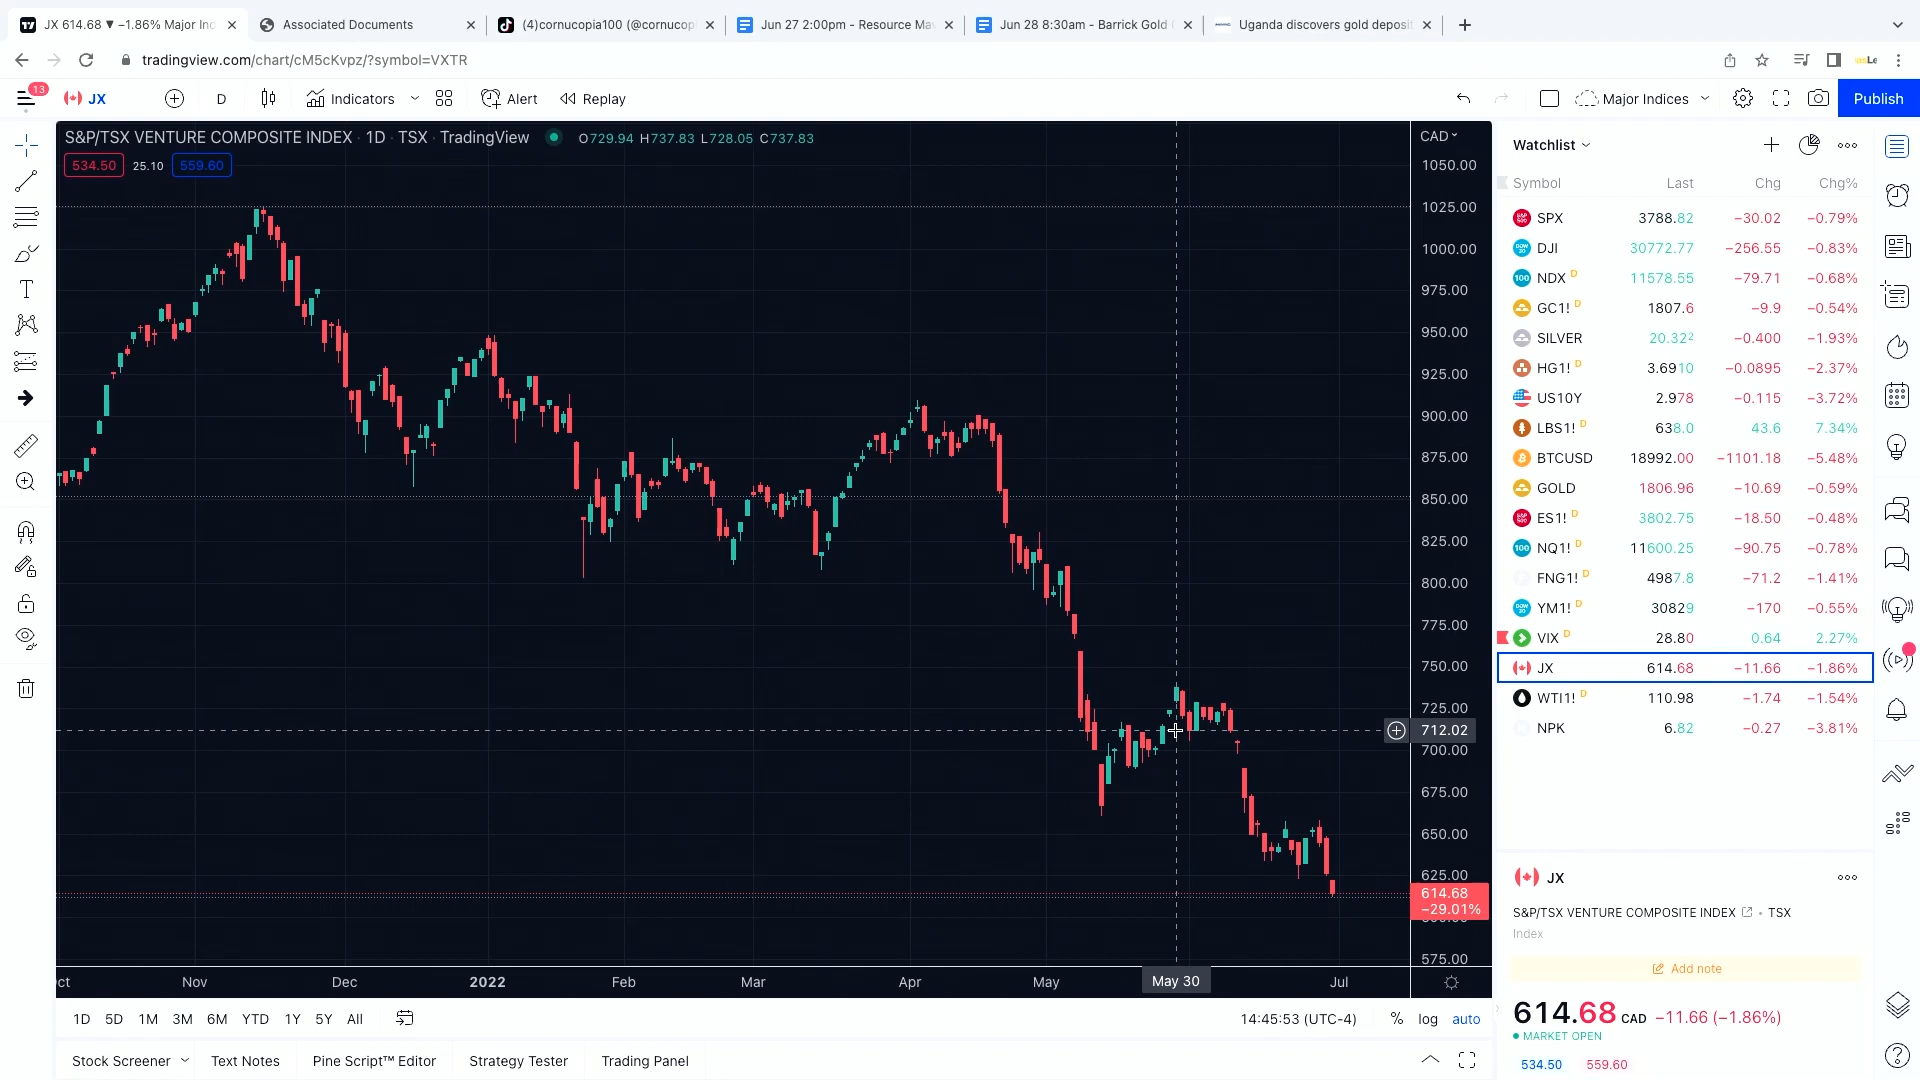 JX 614.68 ▼ −1.86% Major Inc
Associated Documents
(4)cornucopia100 (@cornucop
Jun 27 2:00pm - Resource Mav
Jun 28 8:30am - Barrick Gold
Uganda discovers gold deposit
tradingview.com/chart/cM5cKvpz/?symbol=VXTR
13
JX
D
Indicators
Alert
Replay
Major Indices
Publish
S&P/TSX VENTURE COMPOSITE INDEX · 1D · TSX · TradingView
O729.94 H737.83 L728.05 C737.83
534.50 25.10 559.60
CAD
1050.00
1025.00
1000.00
975.00
950.00
925.00
900.00
875.00
850.00
825.00
800.00
775.00
750.00
725.00
712.02
700.00
675.00
650.00
625.00
614.68
−29.01%
575.00
Nov Dec 2022 Feb Mar Apr May May 30 Jul
1D 5D 1M 3M 6M YTD 1Y 5Y All
14:45:53 (UTC-4) % log auto
Stock Screener Text Notes Pine Script™ Editor Strategy Tester Trading Panel
Watchlist
Symbol Last Chg Chg%
SPX 3788.82 −30.02 −0.79%
DJI 30772.77 −256.55 −0.83%
NDX D 11578.55 −79.71 −0.68%
GC1! D 1807.6 −9.9 −0.54%
SILVER 20.32² −0.400 −1.93%
HG1! D 3.6910 −0.0895 −2.37%
US10Y 2.978 −0.115 −3.72%
LBS1! D 638.0 43.6 7.34%
BTCUSD 18992.00 −1101.18 −5.48%
GOLD 1806.96 −10.69 −0.59%
ES1! D 3802.75 −18.50 −0.48%
NQ1! D 11600.25 −90.75 −0.78%
FNG1! D 4987.8 −71.2 −1.41%
YM1! D 30829 −170 −0.55%
VIX D 28.80 0.64 2.27%
JX 614.68 −11.66 −1.86%
WTI1! D 110.98 −1.74 −1.54%
NPK 6.82 −0.27 −3.81%
JX
S&P/TSX VENTURE COMPOSITE INDEX • TSX
Index
Add note
614.68 CAD −11.66 (−1.86%)
MARKET OPEN
534.50 559.60